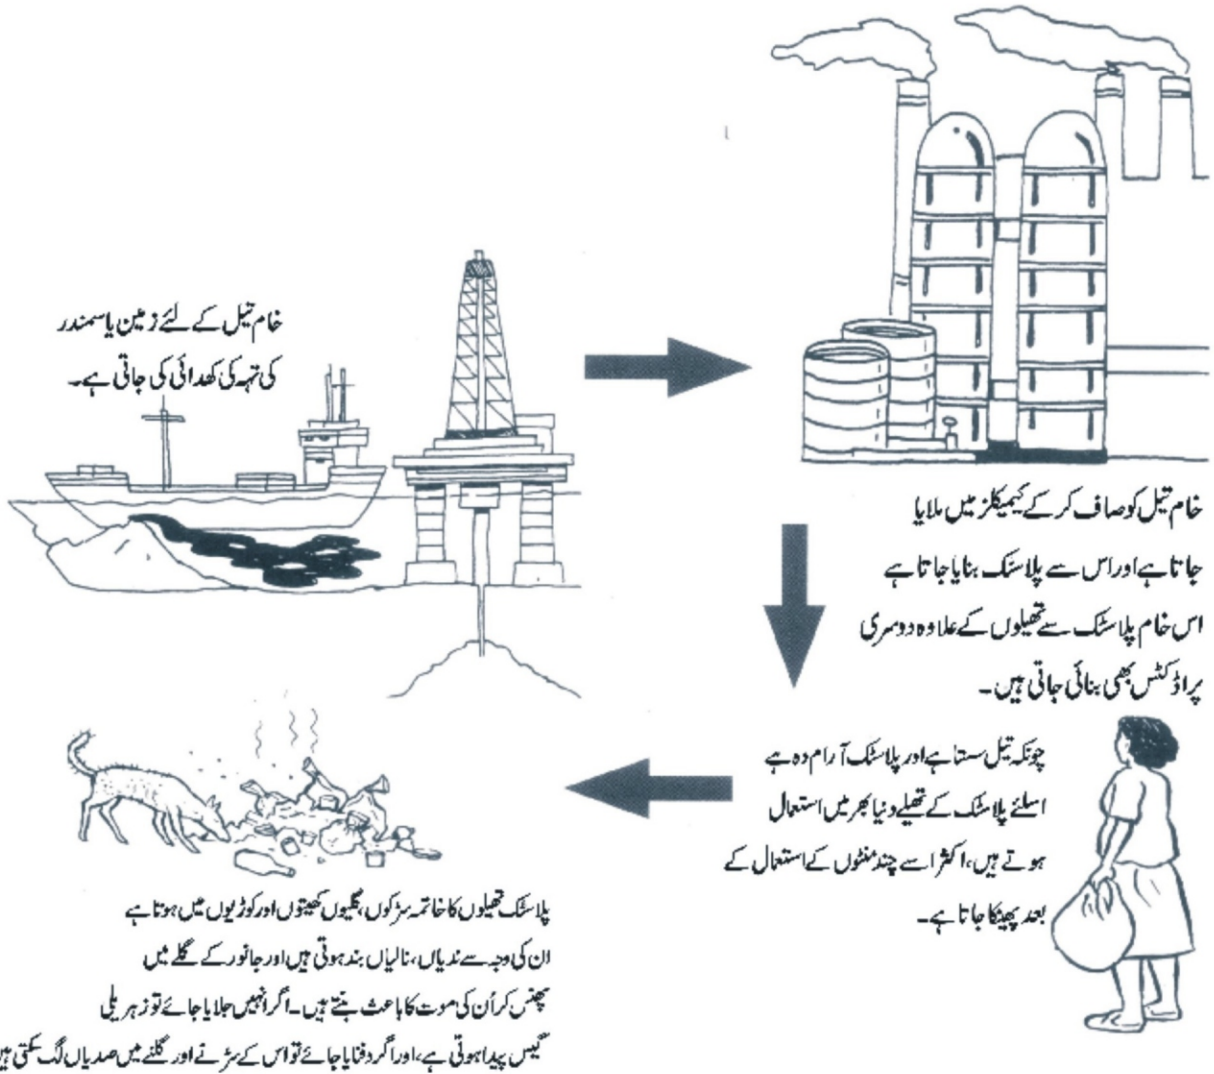 خام تیل کے لئے زمین یا سمندر
کی تہہ کی کھدائی کی جاتی ہے۔
خام تیل کو صاف کر کے کیمیکلز میں ملایا
جاتا ہے اور اس سے پلاسٹک بنایا جاتا ہے
اس خام پلاسٹک سے تھیلوں کے علاوہ دوسری
پراڈکٹس بھی بنائی جاتی ہیں۔
چونکہ تیل سستا ہے اور پلاسٹک آرام دہ ہے
اسلئے پلاسٹک کے تھیلے دنیا بھر میں استعمال
ہوتے ہیں، اکثر اسے چند منٹوں کے استعمال کے
بعد پھینکا جاتا ہے۔
پلاسٹک تھیلوں کا خاتمہ سڑکوں، گلیوں کھیتوں اور کوڑیوں میں ہوتا ہے
ان کی وجہ سے ندیاں، نالیاں بند ہوتی ہیں اور جانور کے گلے میں
پھنس کر اُن کی موت کا باعث بنتے ہیں۔ اگر انہیں جلایا جائے تو زہریلی
گیس پیدا ہوتی ہے، اور اگر دفنایا جائے تو اس کے سڑنے اور گلنے میں صدیاں لگ سکتی ہیں